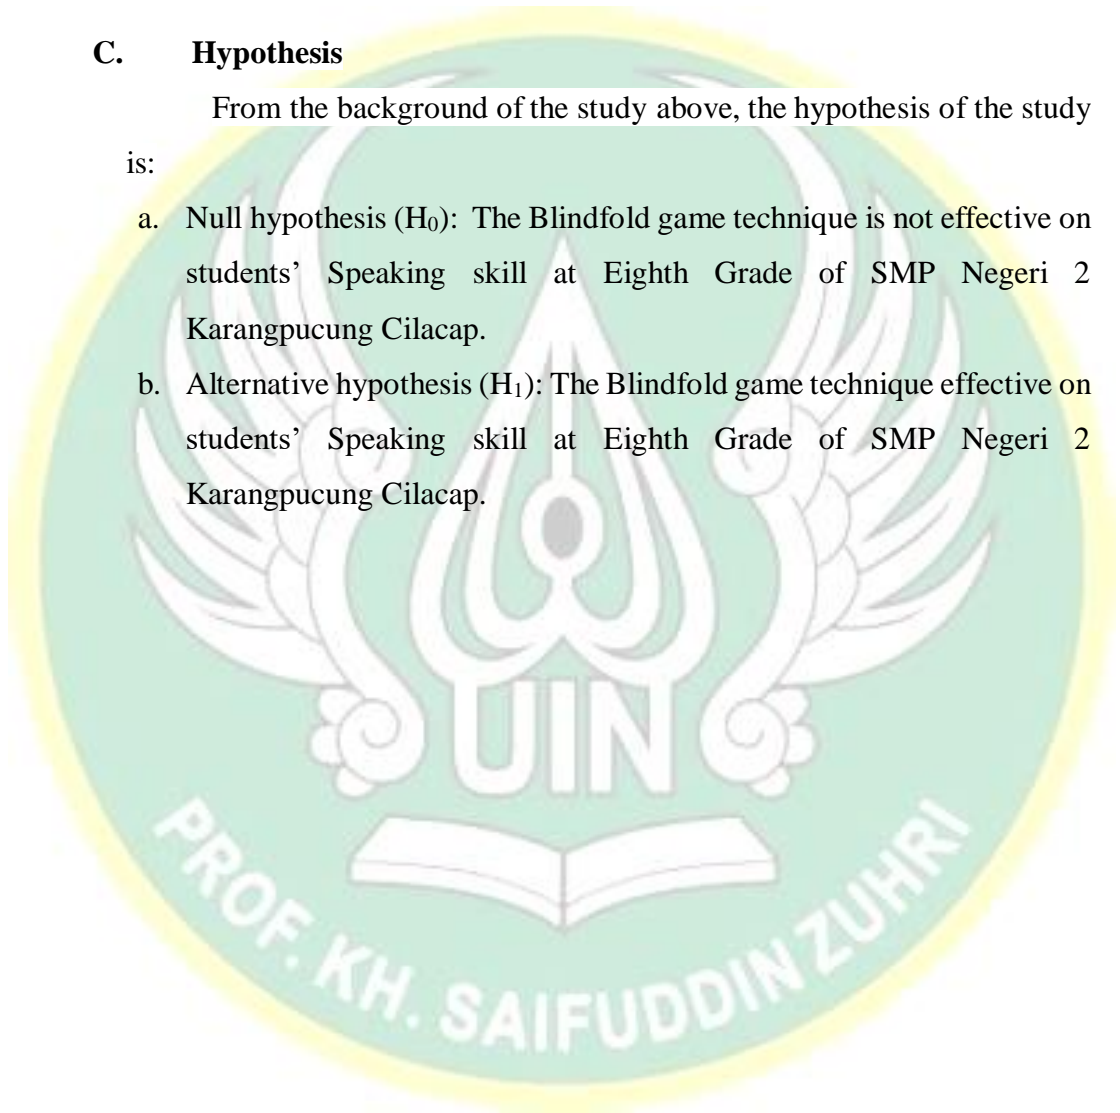 C. Hypothesis
From the background of the study above, the hypothesis of the study
is:
a. Null hypothesis (H₀): The Blindfold game technique is not effective on
students’ Speaking skill at Eighth Grade of SMP Negeri 2
Karangpucung Cilacap.
b. Alternative hypothesis (H₁): The Blindfold game technique effective on
students’ Speaking skill at Eighth Grade of SMP Negeri 2
Karangpucung Cilacap.
UIN
PROF. KH. SAIFUDDIN ZUHRI